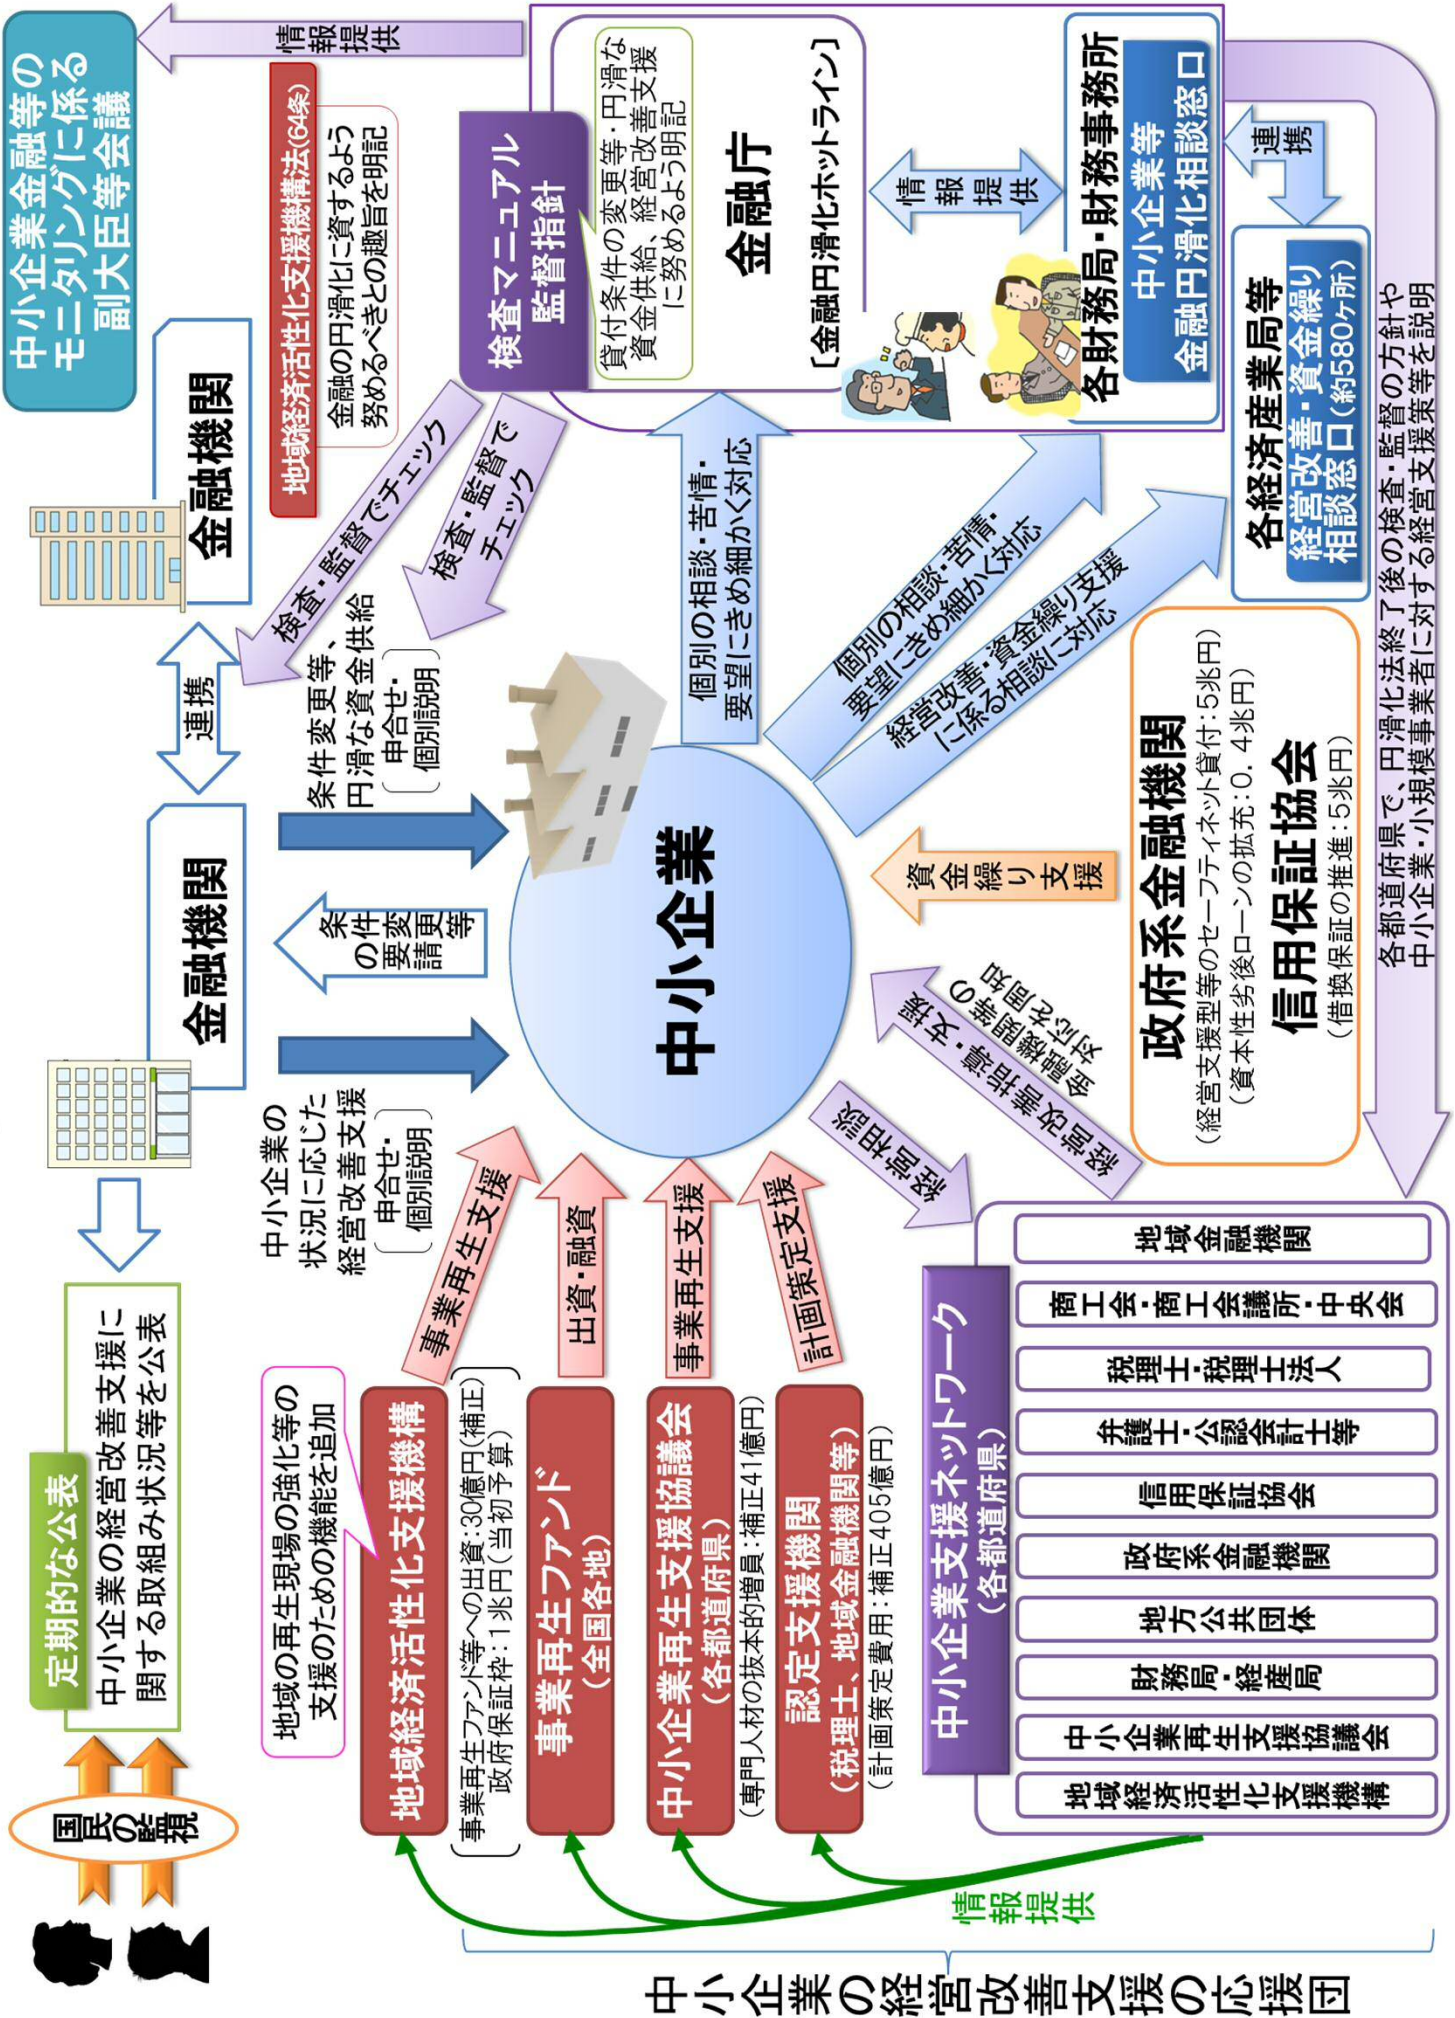 国民の監視
定期的な公表
中小企業の経営改善支援に
関する取組み状況等を公表
金融機関
連携
金融機関
中小企業金融等の
モニタリングに係る
副大臣等会議
情報提供
地域経済活性化支援機構法(64条)
金融の円滑化に資するよう
努めるべきとの趣旨を明記
検査・監督でチェック
検査・監督で
チェック
中小企業の
状況に応じた
経営改善支援
申合せ・
個別説明
条件変更等
の要請
条件変更等、
円滑な資金供給
申合せ・
個別説明
検査マニュアル
監督指針
貸付条件の変更等・円滑な
資金供給、経営改善支援
に努めるよう明記
金融庁
［金融円滑化ホットライン］
情報提供
各財務局・財務事務所
中小企業等
金融円滑化相談窓口
連携
各経済産業局等
経営改善・資金繰り
相談窓口(約580ヶ所)
中小企業
個別の相談・苦情・
要望にきめ細かく対応
個別の相談・苦情・
要望にきめ細かく対応
経営改善・資金繰り支援
に係る相談に対応
地域の再生現場の強化等の
支援のための機能を追加
地域経済活性化支援機構
事業再生ファンド等への出資:30億円(補正)
政府保証枠:1兆円(当初予算)
事業再生支援
事業再生ファンド
(全国各地)
出資・融資
中小企業再生支援協議会
(各都道府県)
(専門人材の抜本的増員:補正41億円)
事業再生支援
認定支援機関
(税理士、地域金融機関等)
(計画策定費用:補正405億円)
計画策定支援
経営相談
経営改善指導・支援
金融機関等の
対応を周知
資金繰り支援
政府系金融機関
(経営支援型等のセーフティネット貸付:5兆円)
(資本性劣後ローンの拡充:0.4兆円)
信用保証協会
(借換保証の推進:5兆円)
中小企業支援ネットワーク
(各都道府県)
地域経済活性化支援機構
中小企業再生支援協議会
財務局・経産局
地方公共団体
政府系金融機関
信用保証協会
弁護士・公認会計士等
税理士・税理士法人
商工会・商工会議所・中央会
地域金融機関
各都道府県で、円滑化法終了後の検査・監督の方針や
中小企業・小規模事業者に対する経営支援策等を説明
情報提供
中小企業の経営改善支援の応援団